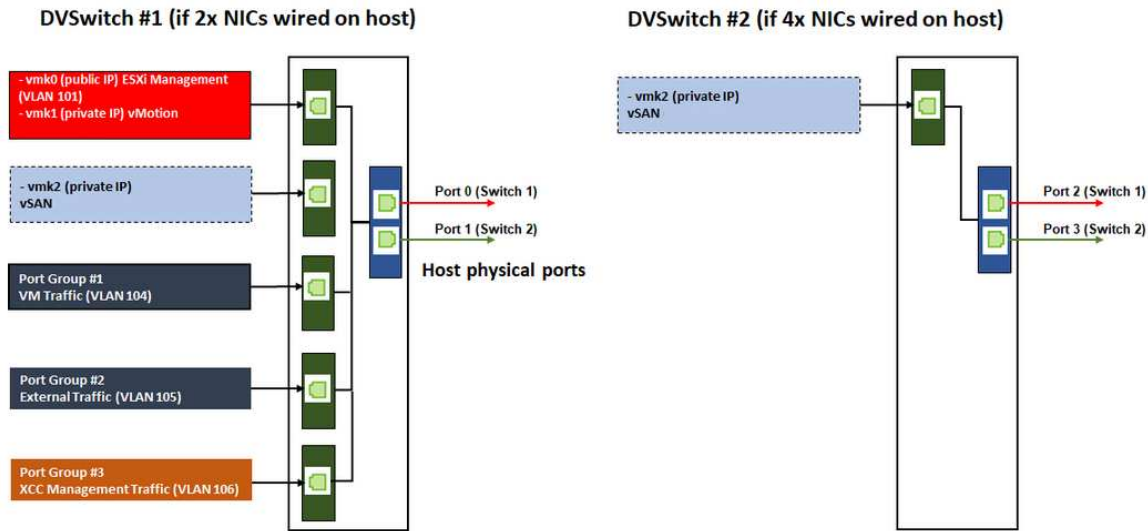 DVSwitch #1 (if 2x NICs wired on host)
- vmk0 (public IP) ESXi Management
(VLAN 101)
- vmk1 (private IP) vMotion
- vmk2 (private IP)
vSAN
Port 0 (Switch 1)
Port 1 (Switch 2)
Host physical ports
Port Group #1
VM Traffic (VLAN 104)
Port Group #2
External Traffic (VLAN 105)
Port Group #3
XCC Management Traffic (VLAN 106)
DVSwitch #2 (if 4x NICs wired on host)
- vmk2 (private IP)
vSAN
Port 2 (Switch 1)
Port 3 (Switch 2)